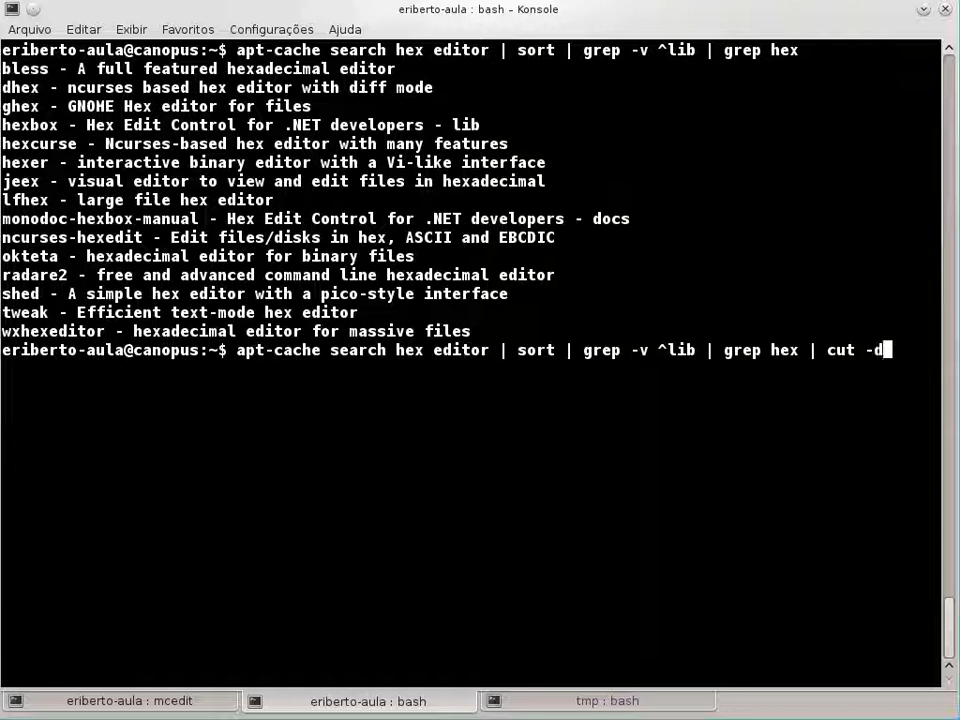 eriberto-aula : bash – Konsole
Arquivo Editar Exibir Favoritos Configurações Ajuda
eriberto-aula@canopus:~$ apt-cache search hex editor | sort | grep -v ^lib | grep hex
bless - A full featured hexadecimal editor
dhex - ncurses based hex editor with diff mode
ghex - GNOME Hex editor for files
hexbox - Hex Edit Control for .NET developers - lib
hexcurse - Ncurses-based hex editor with many features
hexer - interactive binary editor with a Vi-like interface
jeex - visual editor to view and edit files in hexadecimal
lfhex - large file hex editor
monodoc-hexbox-manual - Hex Edit Control for .NET developers - docs
ncurses-hexedit - Edit files/disks in hex, ASCII and EBCDIC
okteta - hexadecimal editor for binary files
radare2 - free and advanced command line hexadecimal editor
shed - A simple hex editor with a pico-style interface
tweak - Efficient text-mode hex editor
wxhexeditor - hexadecimal editor for massive files
eriberto-aula@canopus:~$ apt-cache search hex editor | sort | grep -v ^lib | grep hex | cut -d
eriberto-aula : mcedit eriberto-aula : bash tmp : bash